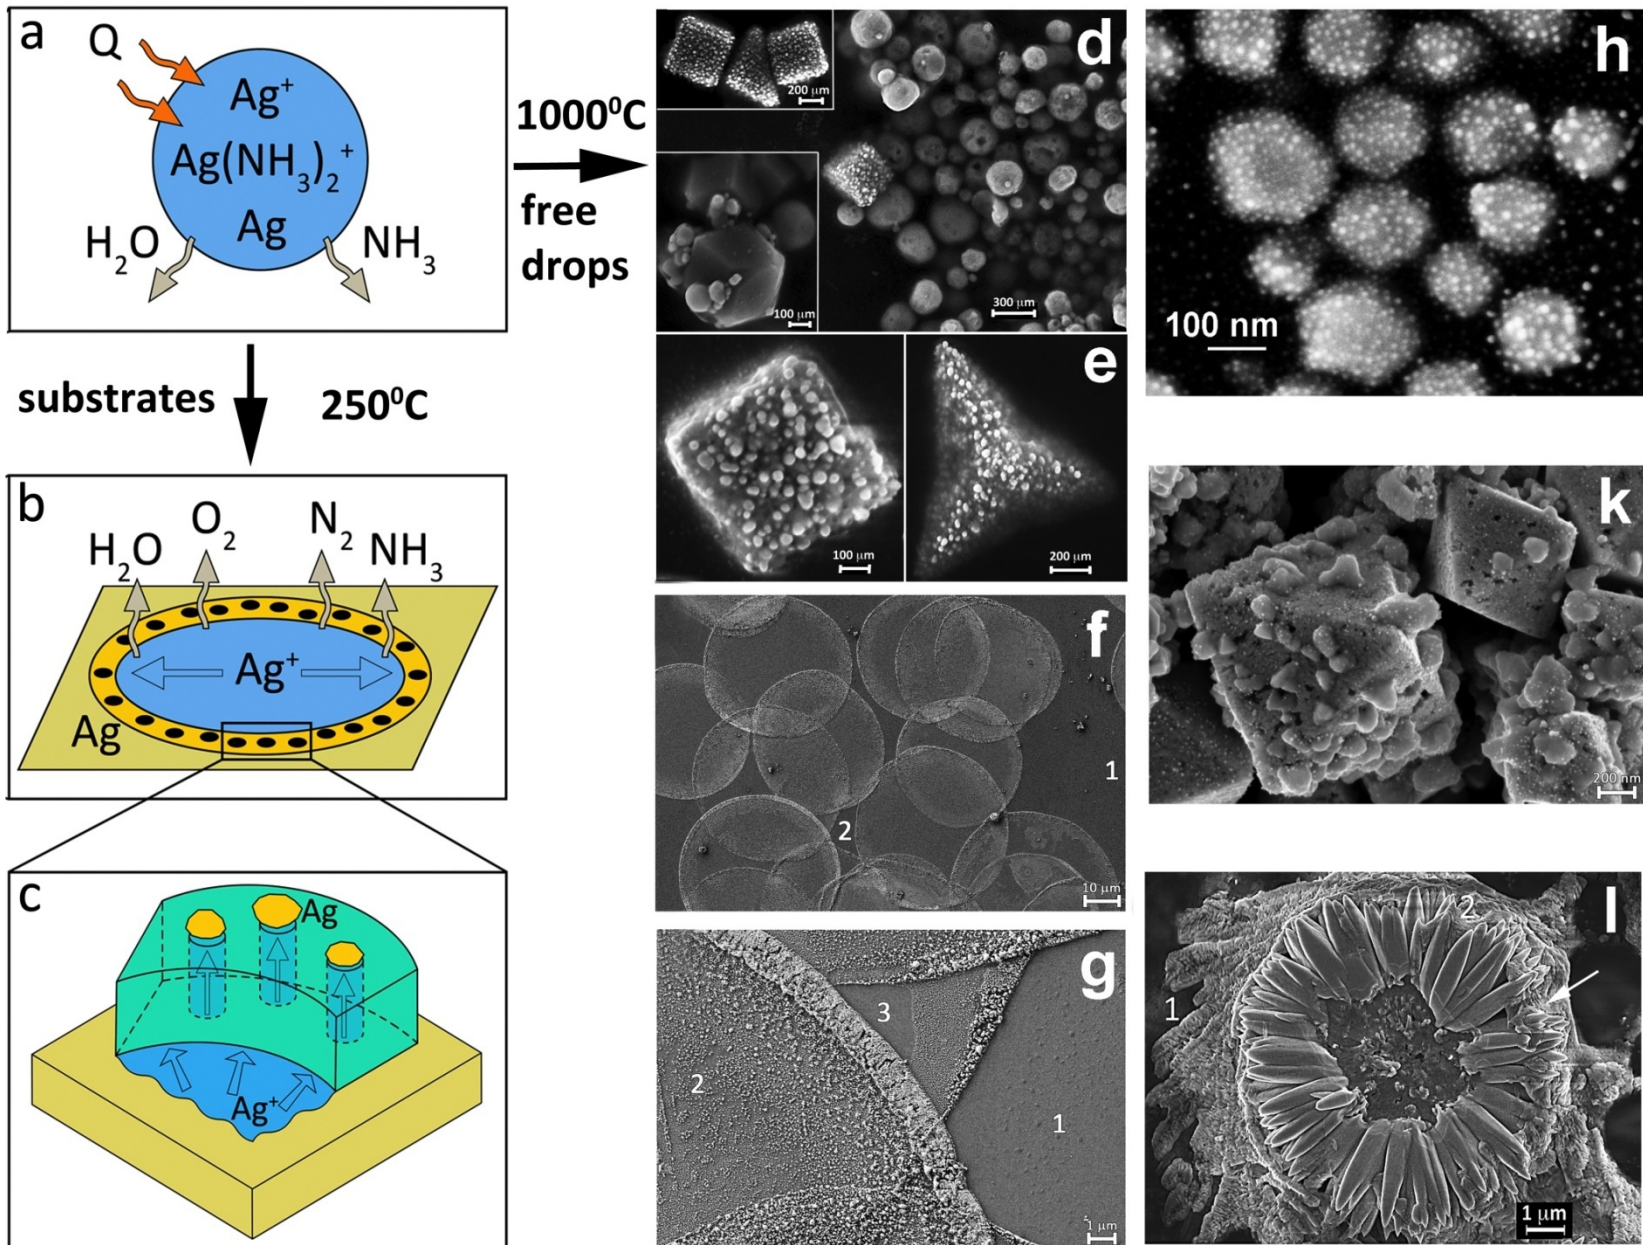 a
Q
Ag⁺
Ag(NH₃)₂⁺
Ag
H₂O
NH₃
1000⁰C
free
drops
substrates
250⁰C
b
H₂O
O₂
N₂
NH₃
Ag⁺
Ag
c
Ag
Ag⁺
d
200 μm
100 μm
300 μm
e
100 μm
200 μm
f
1
2
10 μm
g
3
2
1
1 μm
h
100 nm
k
200 nm
l
2
1
1 μm